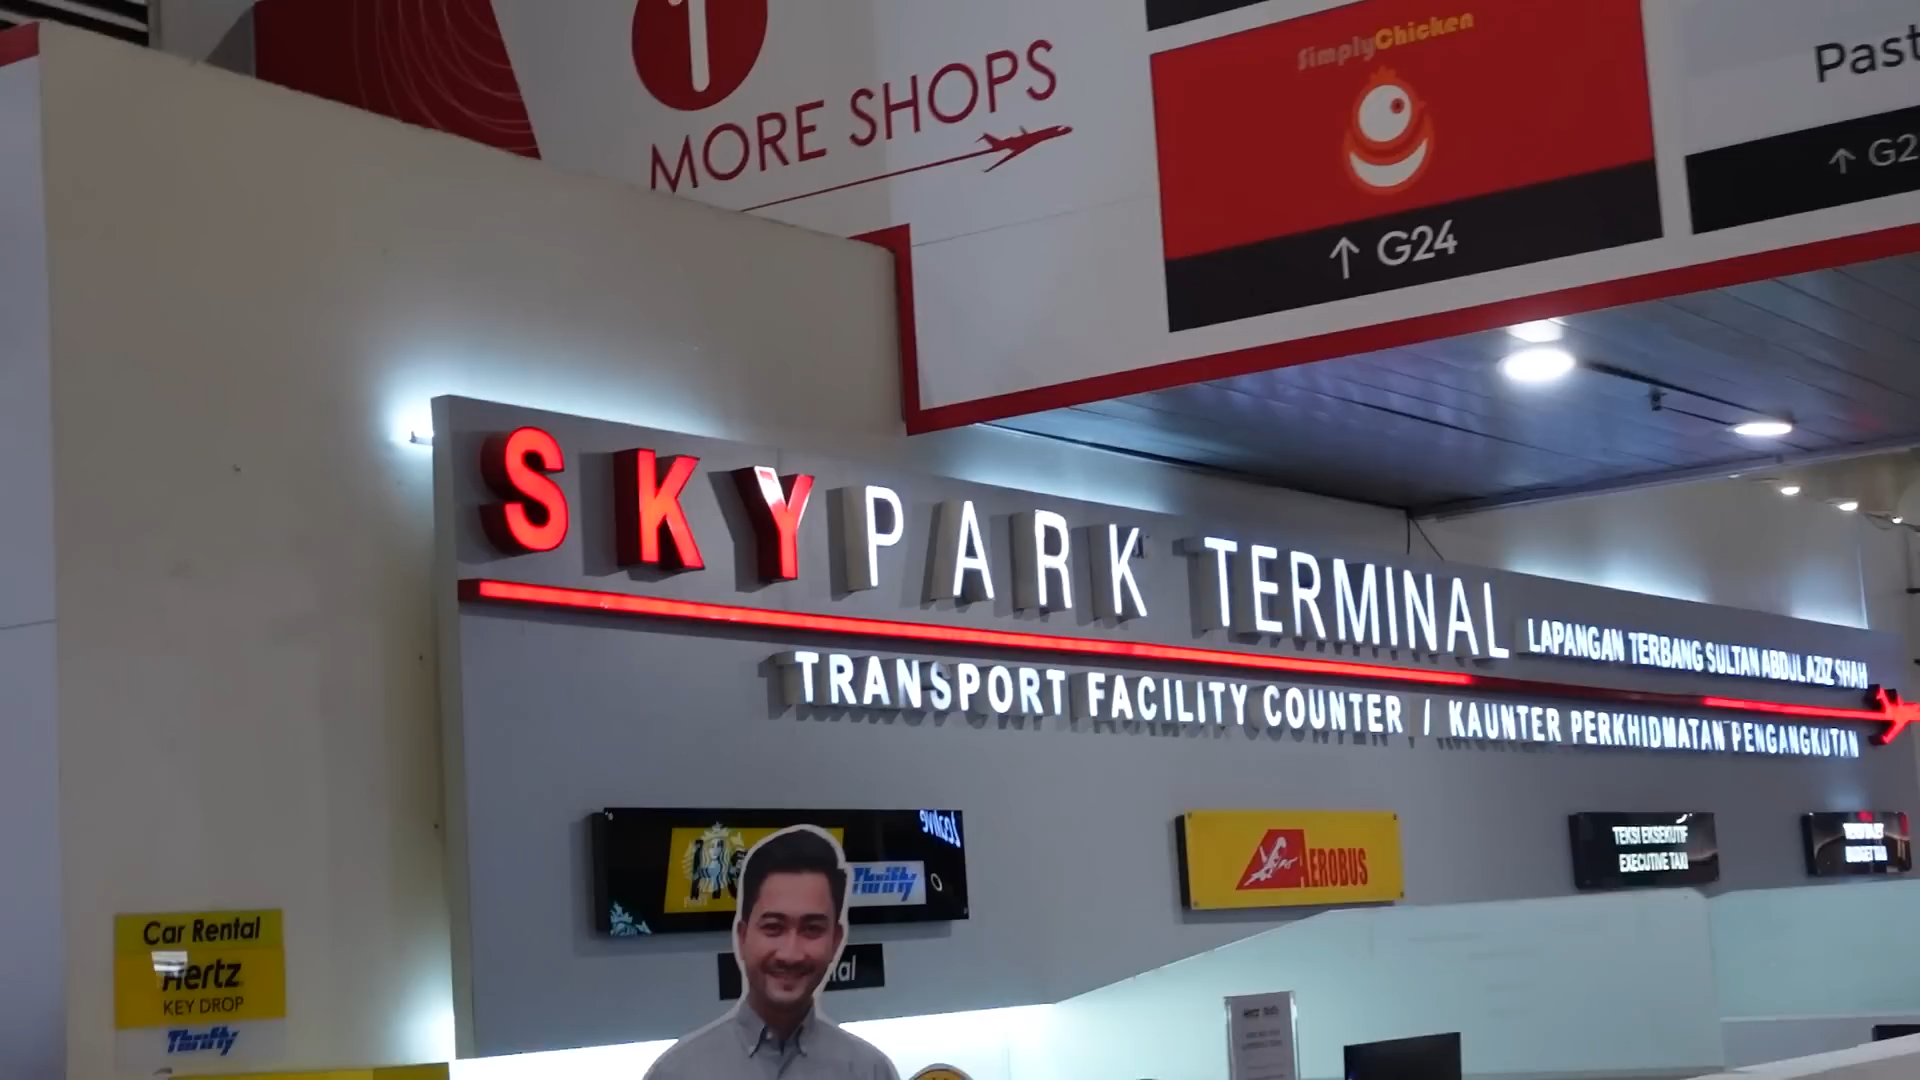 MORE SHOPS
SimplyChicken
↑ G24
Past
↑ G2
SKYPARK TERMINAL LAPANGAN TERBANG SULTAN ABDUL AZIZ SHAH
TRANSPORT FACILITY COUNTER / KAUNTER PERKHIDMATAN PENGANGKUTAN
Thrifty
AEROBUS
TEKSI EKSEKUTIF
EXECUTIVE TAXI
Car Rental
Hertz
KEY DROP
Thrifty